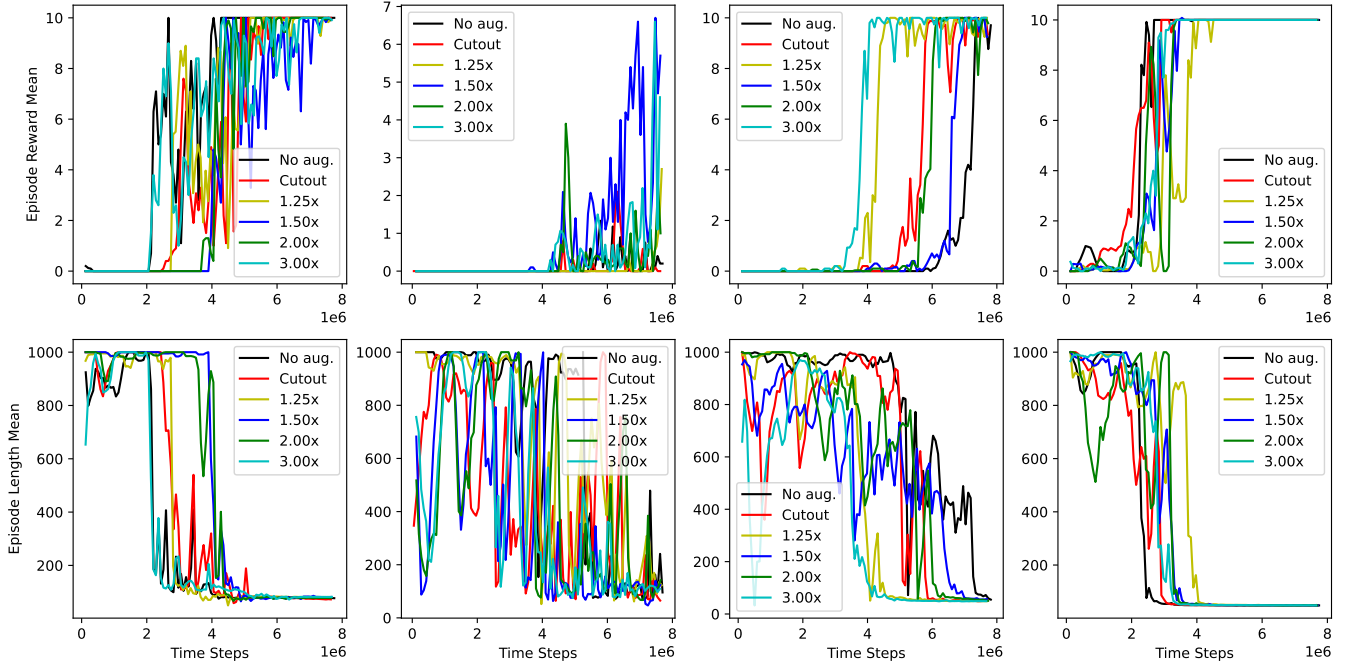 Episode Reward Mean
10
8
6
4
2
0
0 2 4 6 8
1e6
No aug.
Cutout
1.25x
1.50x
2.00x
3.00x
7
6
5
4
3
2
1
0
0 2 4 6 8
1e6
No aug.
Cutout
1.25x
1.50x
2.00x
3.00x
10
8
6
4
2
0
0 2 4 6 8
1e6
No aug.
Cutout
1.25x
1.50x
2.00x
3.00x
10
8
6
4
2
0
0 2 4 6 8
1e6
No aug.
Cutout
1.25x
1.50x
2.00x
3.00x
Episode Length Mean
1000
800
600
400
200
0 2 4 6 8
Time Steps 1e6
No aug.
Cutout
1.25x
1.50x
2.00x
3.00x
1000
800
600
400
200
0
0 2 4 6 8
Time Steps 1e6
No aug.
Cutout
1.25x
1.50x
2.00x
3.00x
1000
800
600
400
200
0
0 2 4 6 8
Time Steps 1e6
No aug.
Cutout
1.25x
1.50x
2.00x
3.00x
1000
800
600
400
200
0 2 4 6 8
Time Steps 1e6
No aug.
Cutout
1.25x
1.50x
2.00x
3.00x